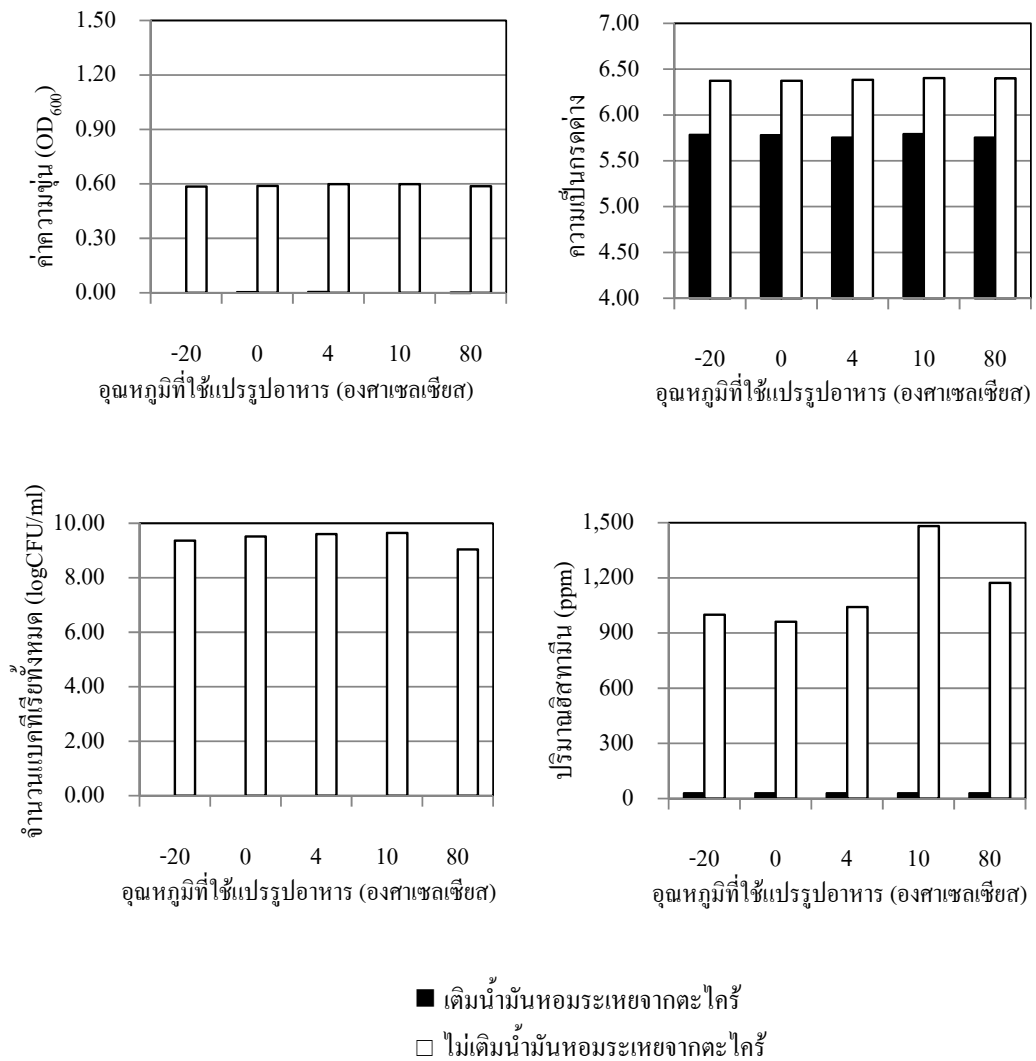 ค่าความขุ่น (OD600)
1.50
1.20
0.90
0.60
0.30
0.00
-20 0 4 10 80
อุณหภูมิที่ใช้แปรรูปอาหาร (องศาเซลเซียส)
ความเป็นกรดด่าง
7.00
6.50
6.00
5.50
5.00
4.50
4.00
-20 0 4 10 80
อุณหภูมิที่ใช้แปรรูปอาหาร (องศาเซลเซียส)
จำนวนแบคทีเรียทั้งหมด (logCFU/ml)
10.00
8.00
6.00
4.00
2.00
0.00
-20 0 4 10 80
อุณหภูมิที่ใช้แปรรูปอาหาร (องศาเซลเซียส)
ปริมาณฮิสทามีน (ppm)
1,500
1,200
900
600
300
0
-20 0 4 10 80
อุณหภูมิที่ใช้แปรรูปอาหาร (องศาเซลเซียส)
เติมน้ำมันหอมระเหยจากตะไคร้
ไม่เติมน้ำมันหอมระเหยจากตะไคร้